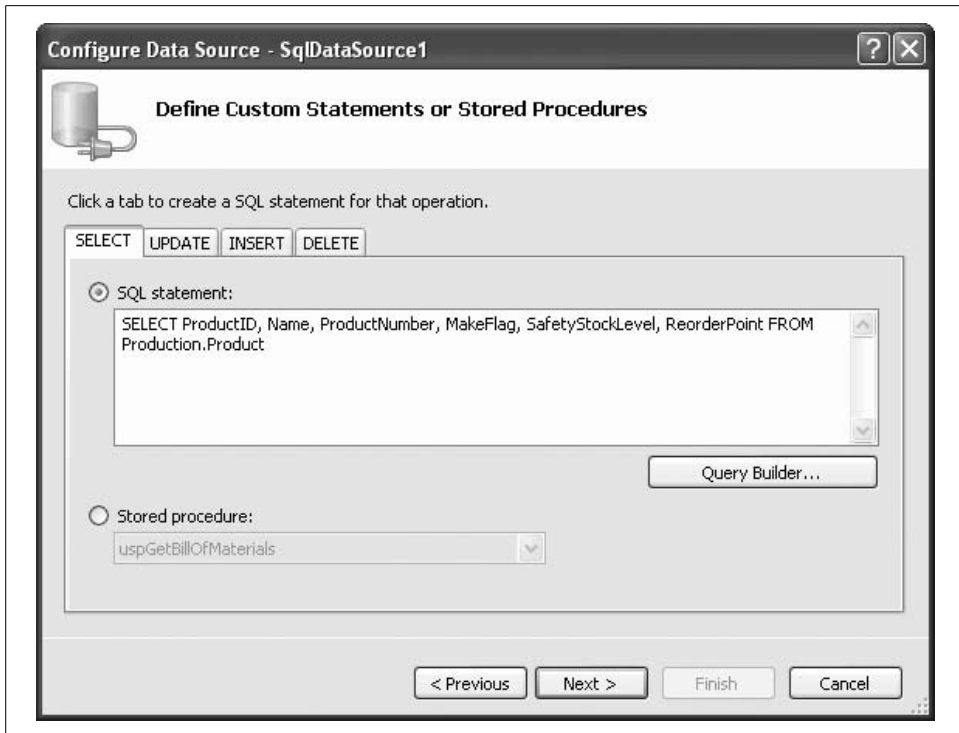 Configure Data Source - SqlDataSource1
Define Custom Statements or Stored Procedures
Click a tab to create a SQL statement for that operation.
SELECT UPDATE INSERT DELETE
SQL statement:
SELECT ProductID, Name, ProductNumber, MakeFlag, SafetyStockLevel, ReorderPoint FROM
Production.Product
Query Builder...
Stored procedure:
uspGetBillOfMaterials
< Previous Next > Finish Cancel